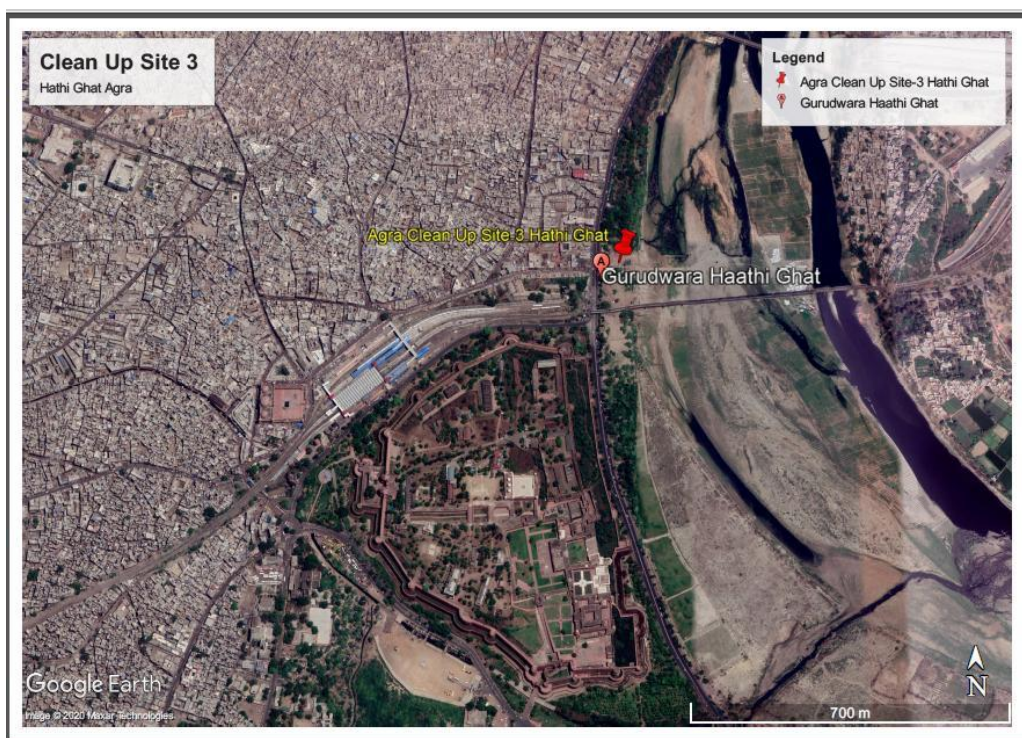 Clean Up Site 3
Hathi Ghat Agra
Legend
Agra Clean Up Site-3 Hathi Ghat
Gurudwara Haathi Ghat
Agra Clean Up Site-3 Hathi Ghat
A
Gurudwara Haathi Ghat
Google Earth
Image © 2020 Maxar Technologies
N
700 m